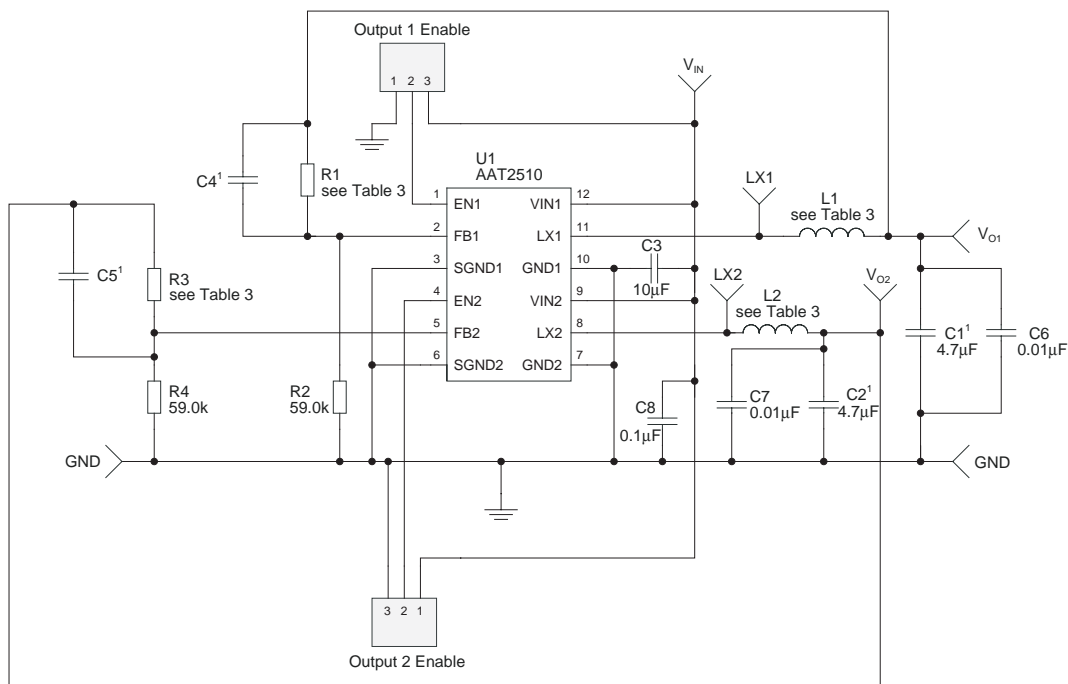 Output 1 Enable
1 2 3
V_IN
U1
AAT2510
C4¹
R1
see Table 3
LX1
L1
see Table 3
1 EN1 VIN1 12
2 FB1 LX1 11
3 SGND1 GND1 10
4 EN2 VIN2 9
5 FB2 LX2 8
6 SGND2 GND2 7
C3
10μF
V_O1
C5¹
R3
see Table 3
LX2
L2
see Table 3
V_O2
C1¹
4.7μF
C6
0.01μF
R4
59.0k
R2
59.0k
C8
0.1μF
C7
0.01μF
C2¹
4.7μF
GND
GND
3 2 1
Output 2 Enable